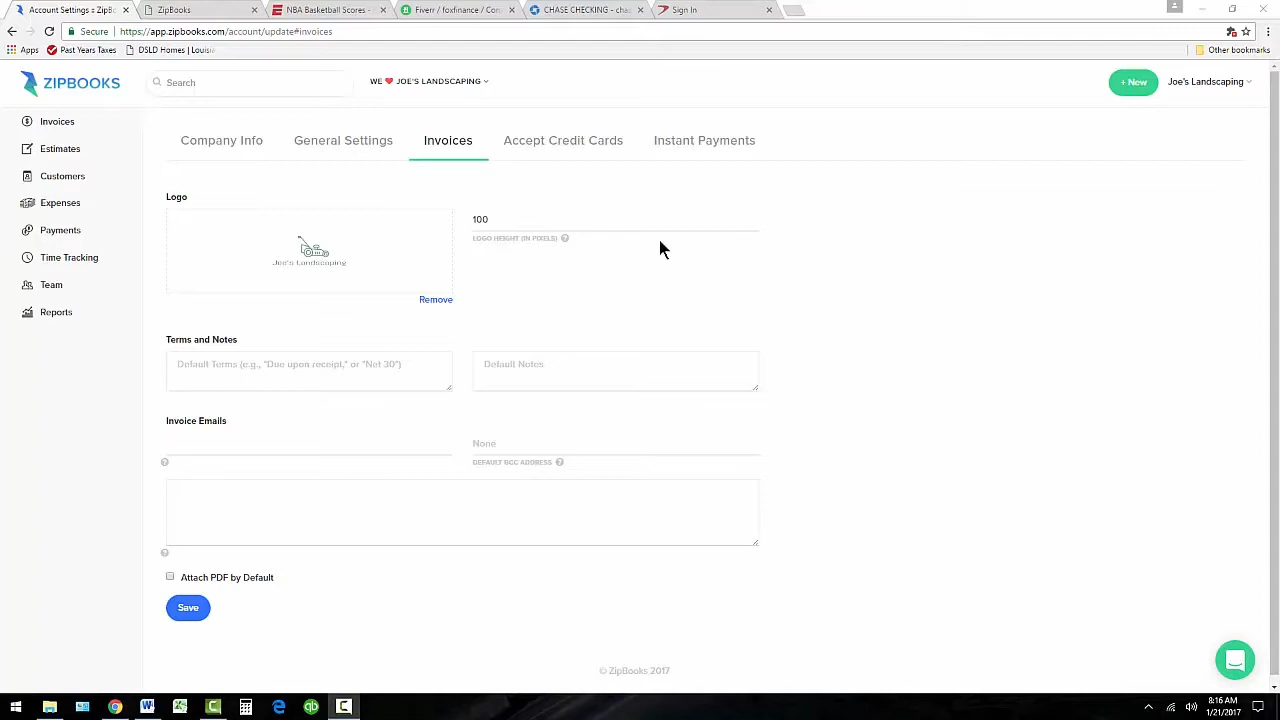 Account Settings :: ZipB
ZipBooks
NBA Basketball Scores -
Fiverr / foxfinance / Con
CHASE CHECKING - chas
Sign In
Secure
https://app.zipbooks.com/account/update#invoices
Apps
Past Years Taxes
DSLD Homes | Louisia
Other bookmarks
ZIPBOOKS
Search
WE ❤ JOE'S LANDSCAPING
+ New
Joe's Landscaping
Invoices
Estimates
Customers
Expenses
Payments
Time Tracking
Team
Reports
Company Info
General Settings
Invoices
Accept Credit Cards
Instant Payments
Logo
Joe's Landscaping
100
LOGO HEIGHT (IN PIXELS)
Remove
Terms and Notes
Default Terms (e.g., "Due upon receipt," or "Net 30")
Default Notes
Invoice Emails
None
DEFAULT BCC ADDRESS
Attach PDF by Default
Save
© ZipBooks 2017
8:16 AM
1/21/2017